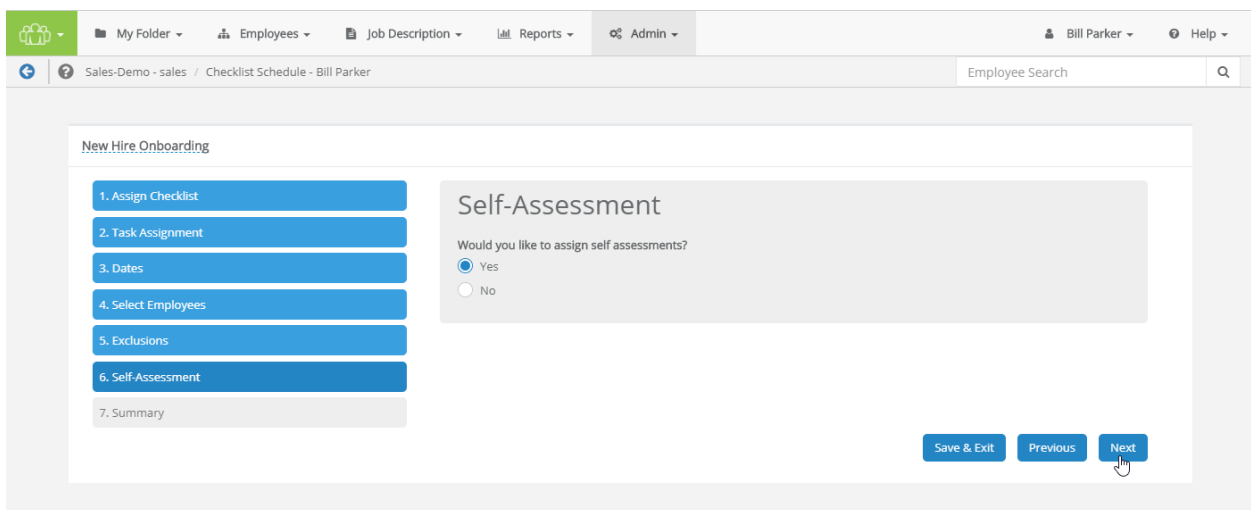 My Folder Employees Job Description Reports Admin Bill Parker Help
Sales-Demo - sales / Checklist Schedule - Bill Parker Employee Search
New Hire Onboarding
1. Assign Checklist
2. Task Assignment
3. Dates
4. Select Employees
5. Exclusions
6. Self-Assessment
7. Summary
Self-Assessment
Would you like to assign self assessments?
Yes
No
Save & Exit Previous Next